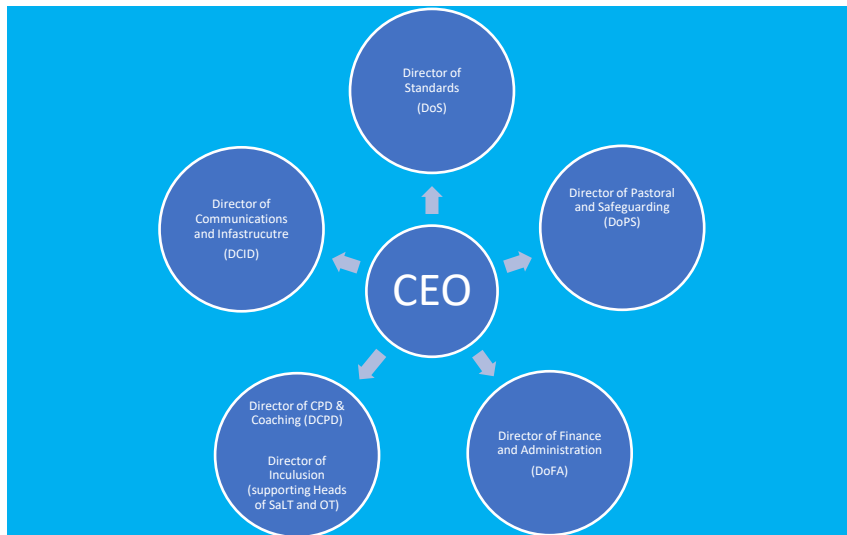 Director of
Standards
(DoS)
Director of
Communications
and Infastrucutre
(DCID)
Director of Pastoral
and Safeguarding
(DoPS)
CEO
Director of CPD &
Coaching (DCPD)
Director of
Inculusion
(supporting Heads
of SaLT and OT)
Director of Finance
and Administration
(DoFA)